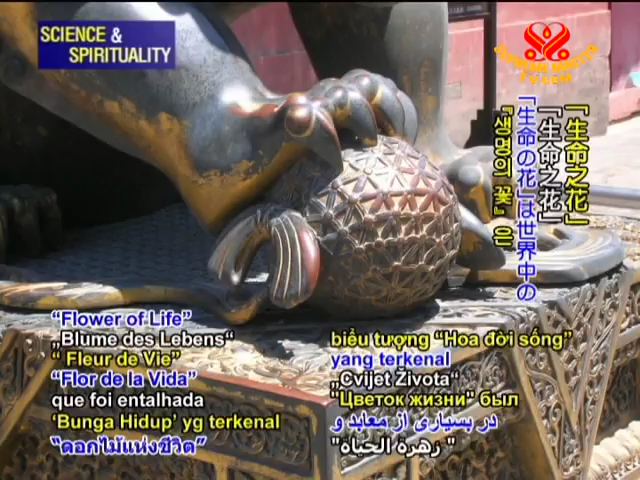 SCIENCE &
SPIRITUALITY
SUPREME MASTER
TV
「生命之花」
「生命之花」
「生命の花」は世界中の
『생명의 꽃』은
“Flower of Life”
„Blume des Lebens“
“ Fleur de Vie”
“Flor de la Vida”
que foi entalhada
‘Bunga Hidup’ yg terkenal
“ดอกไม้แห่งชีวิต”
biểu tượng “Hoa đời sống”
yang terkenal
„Cvijet Života“
"Цветок жизни" был
در بسیاری از معابد و
"زهرة الحياة "